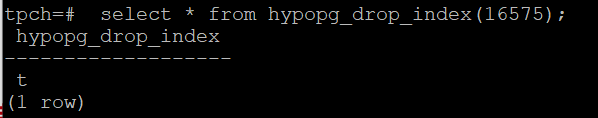 tpch=#  select * from hypopg_drop_index(16575);
 hypopg_drop_index
-------------------
 t
(1 row)